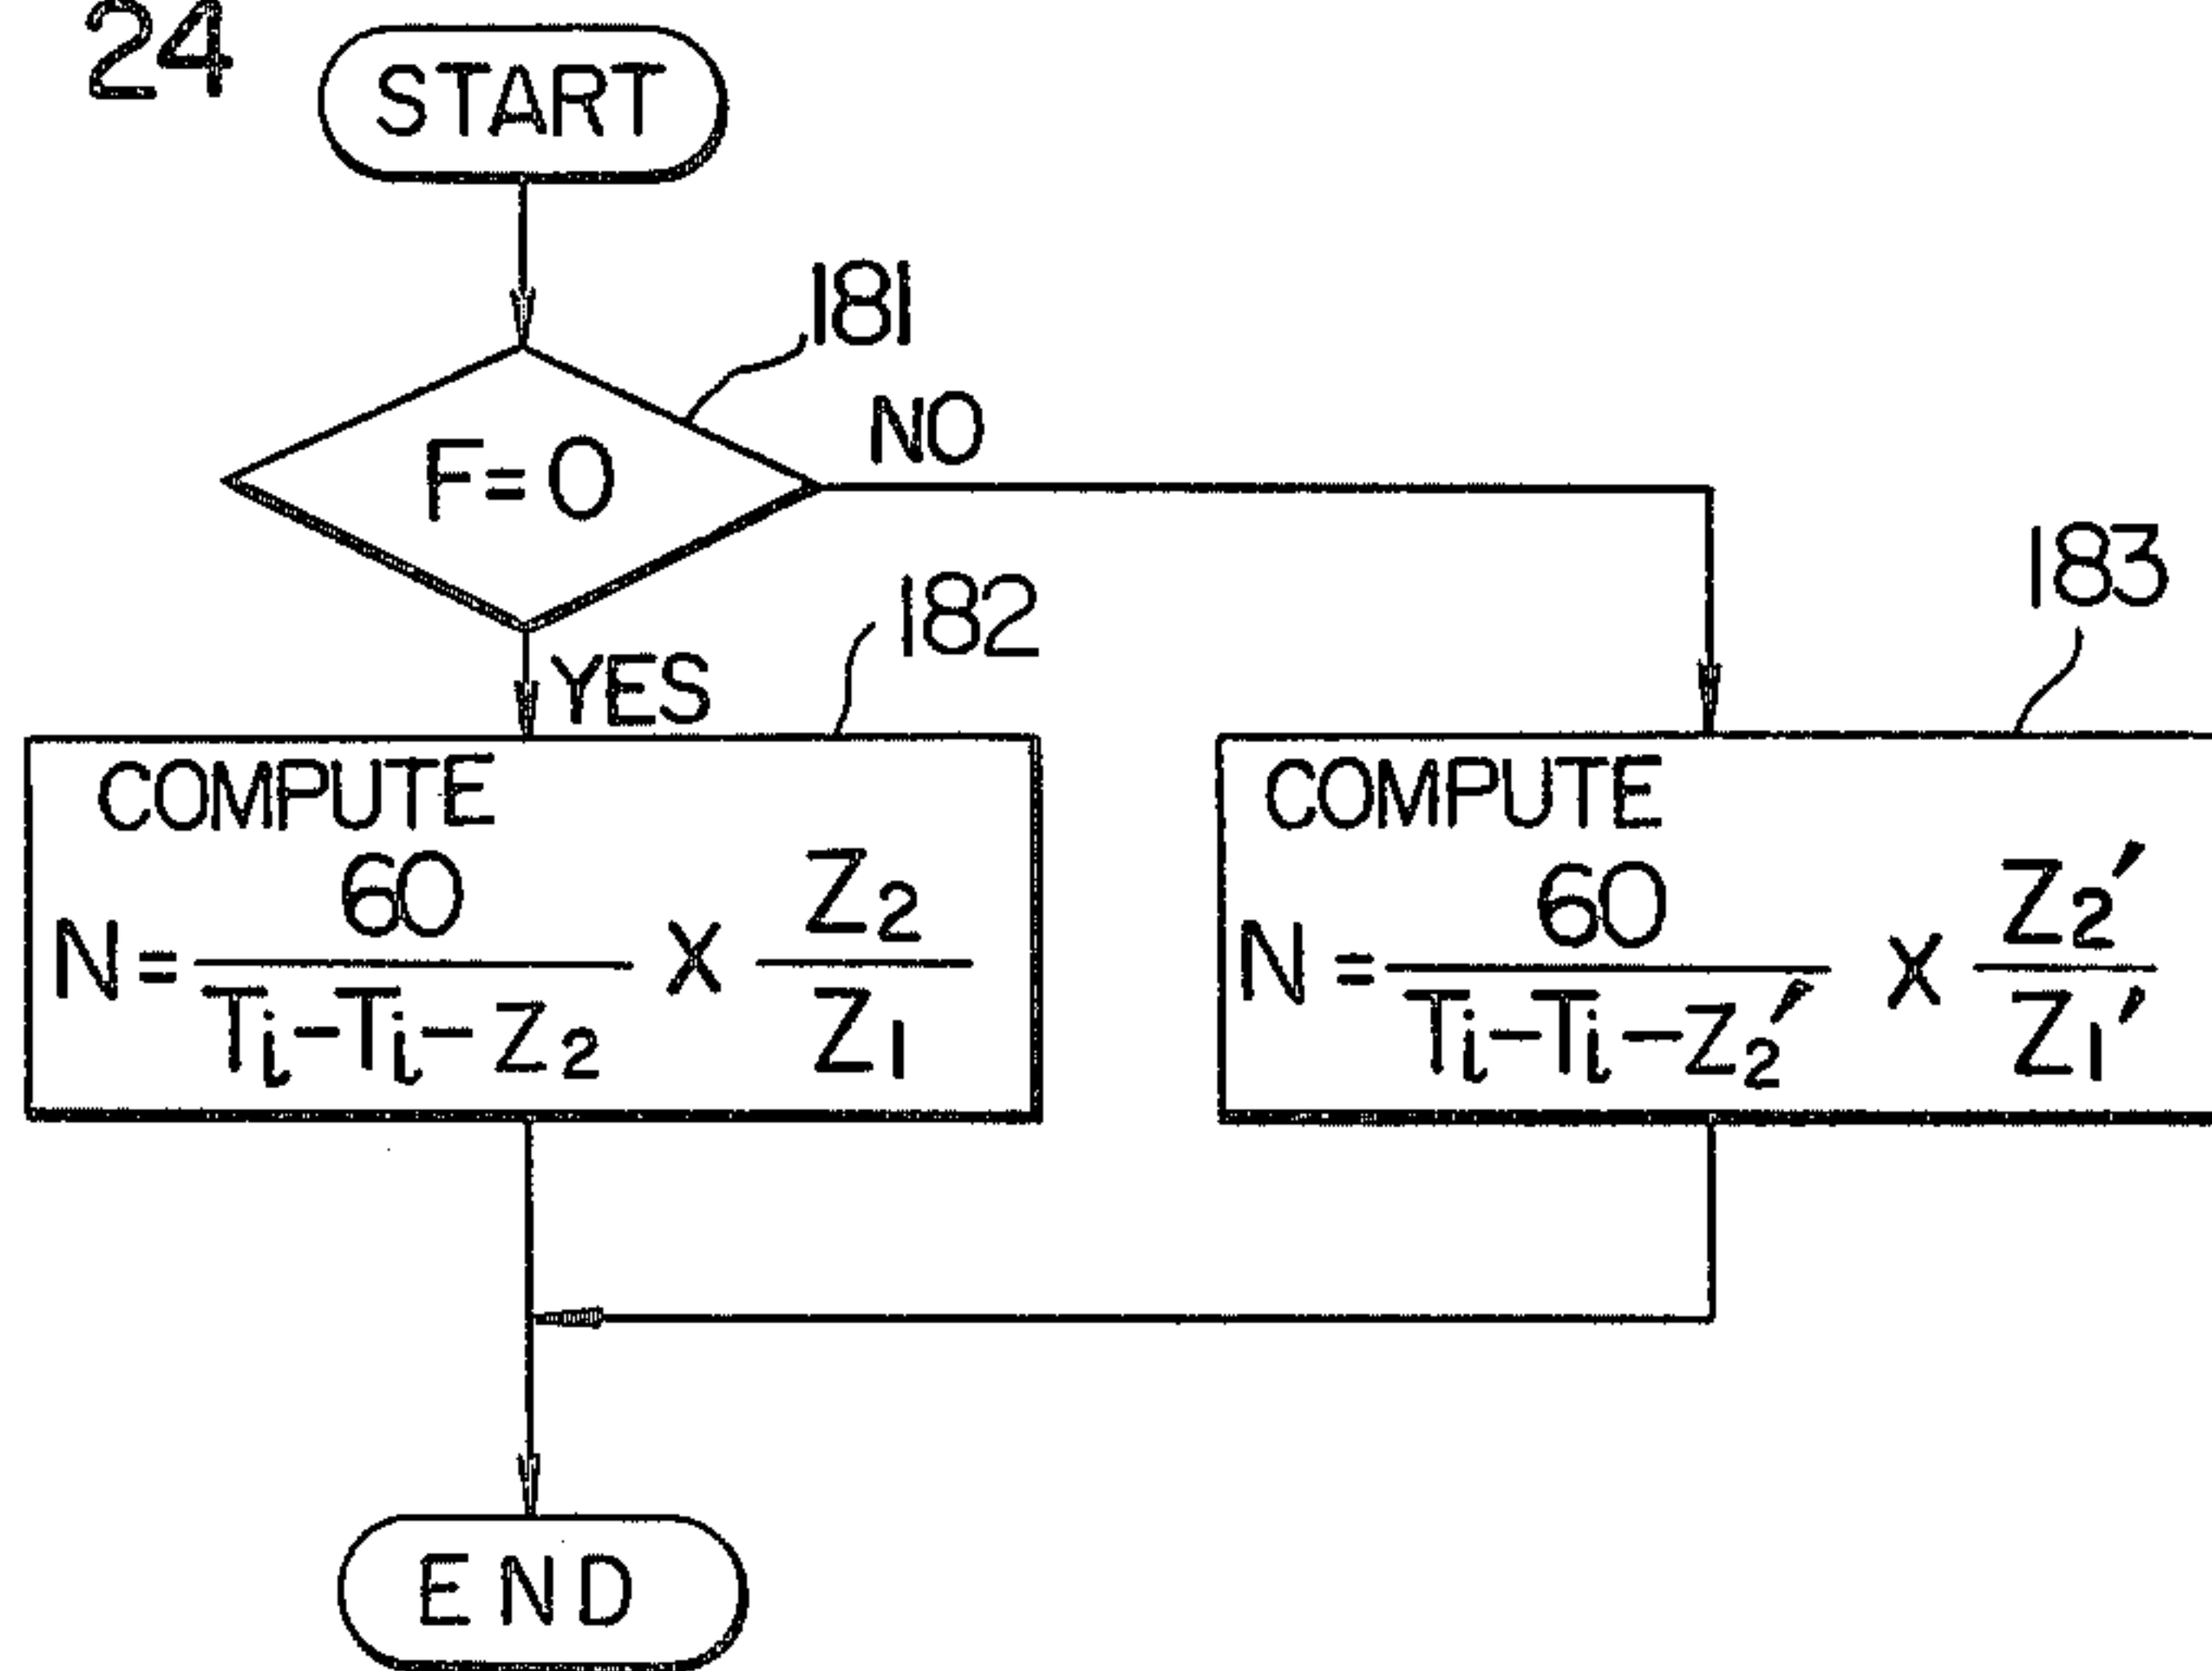 24
START
181
F=0
NO
182
183
YES
COMPUTE
N = 60 / (Ti-Ti-Z2) × Z2 / Z1
COMPUTE
N = 60 / (Ti-Ti-Z2') × Z2' / Z1'
END